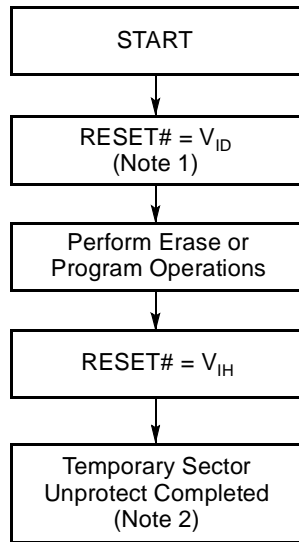 START
RESET# = VID
(Note 1)
Perform Erase or
Program Operations
RESET# = VIH
Temporary Sector
Unprotect Completed
(Note 2)